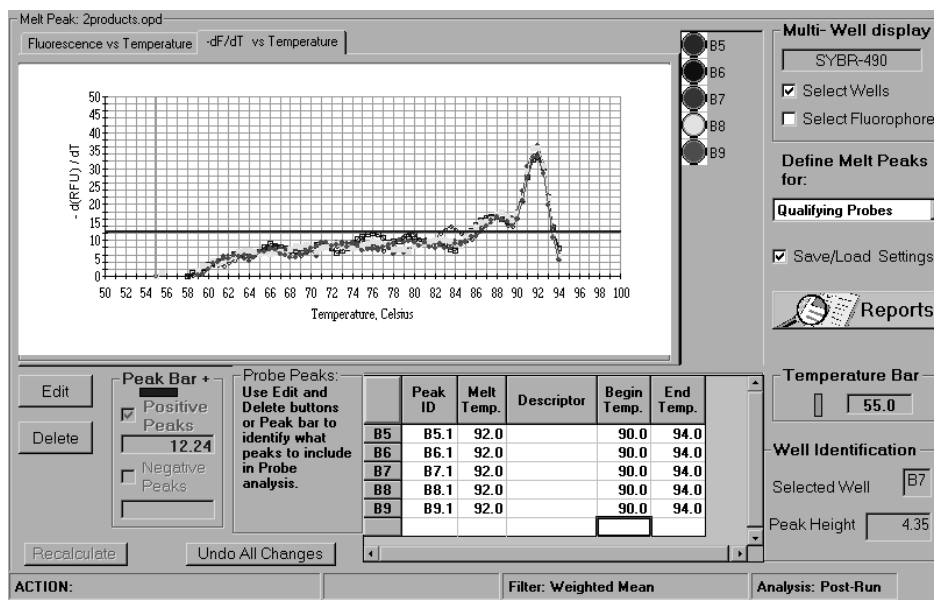 Melt Peak: 2products.opd
Fluorescence vs Temperature
-dF/dT vs Temperature
50
45
40
35
30
25
20
15
10
5
0
- d(RFU) / dT
50 52 54 56 58 60 62 64 66 68 70 72 74 76 78 80 82 84 86 88 90 92 94 96 98 100
Temperature, Celsius
B5
B6
B7
B8
B9
Multi- Well display
SYBR-490
Select Wells
Select Fluorophore
Define Melt Peaks
for:
Qualifying Probes
Save/Load Settings
Reports
Edit
Delete
Peak Bar +
Positive
Peaks
12.24
Negative
Peaks
Probe Peaks:
Use Edit and
Delete buttons
or Peak bar to
identify what
peaks to include
in Probe
analysis.
Peak ID Melt Temp. Descriptor Begin Temp. End Temp.
B5 B5.1 92.0 90.0 94.0
B6 B6.1 92.0 90.0 94.0
B7 B7.1 92.0 90.0 94.0
B8 B8.1 92.0 90.0 94.0
B9 B9.1 92.0 90.0 94.0
Temperature Bar
55.0
Well Identification
Selected Well B7
Peak Height 4.35
Recalculate
Undo All Changes
ACTION:
Filter: Weighted Mean
Analysis: Post-Run